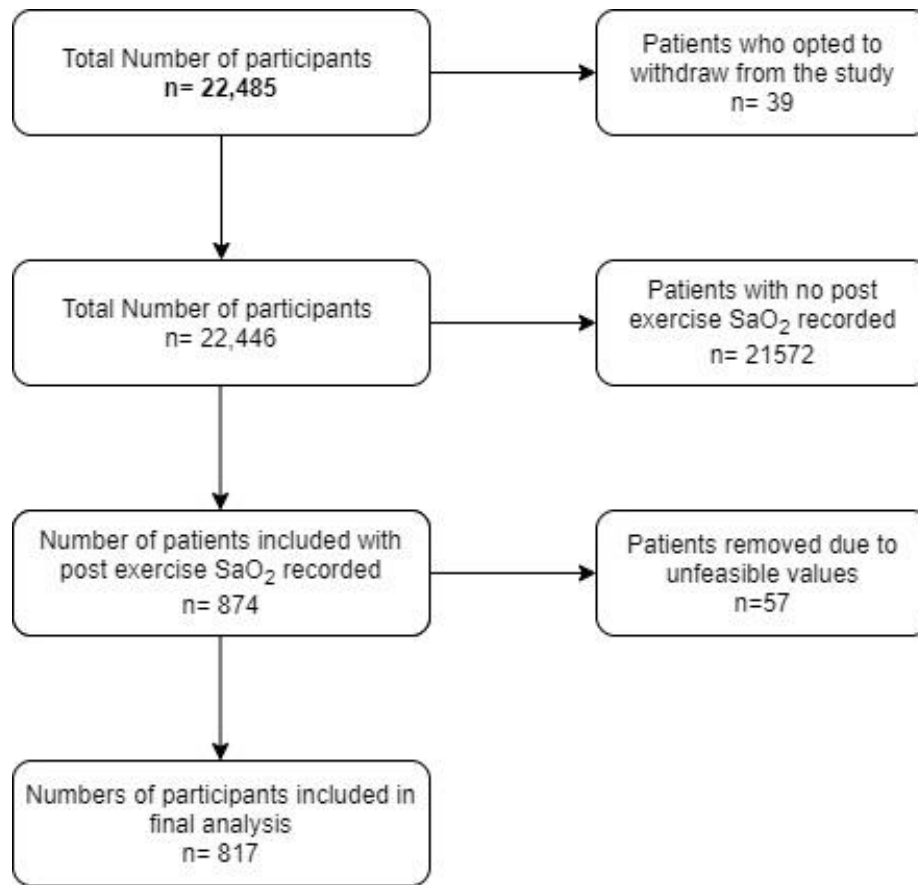 Total Number of participants
n= 22,485
Patients who opted to
withdraw from the study
n= 39
Total Number of participants
n= 22,446
Patients with no post
exercise SaO₂ recorded
n= 21572
Number of patients included with
post exercise SaO₂ recorded
n= 874
Patients removed due to
unfeasible values
n=57
Numbers of participants included in
final analysis
n= 817